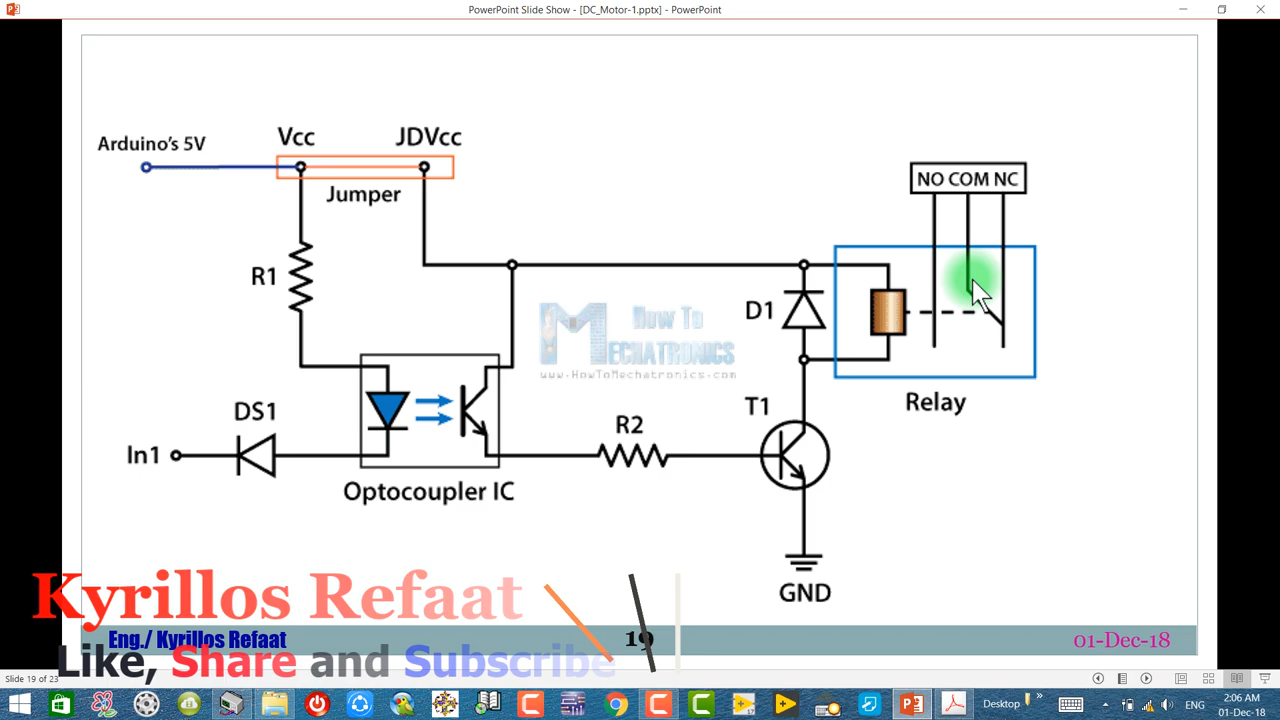 PowerPoint Slide Show - [DC_Motor-1.pptx] - PowerPoint
Arduino's 5V
Vcc
JDVcc
Jumper
NO COM NC
R1
D1
How To
MECHATRONICS
www.HowToMechatronics.com
Relay
DS1
T1
R2
In1
Optocoupler IC
GND
Kyrillos Refaat
Eng./ Kyrillos Refaat
19
01-Dec-18
Like, Share and Subscribe
Slide 19 of 23
Desktop
ENG
2:06 AM
01-Dec-18